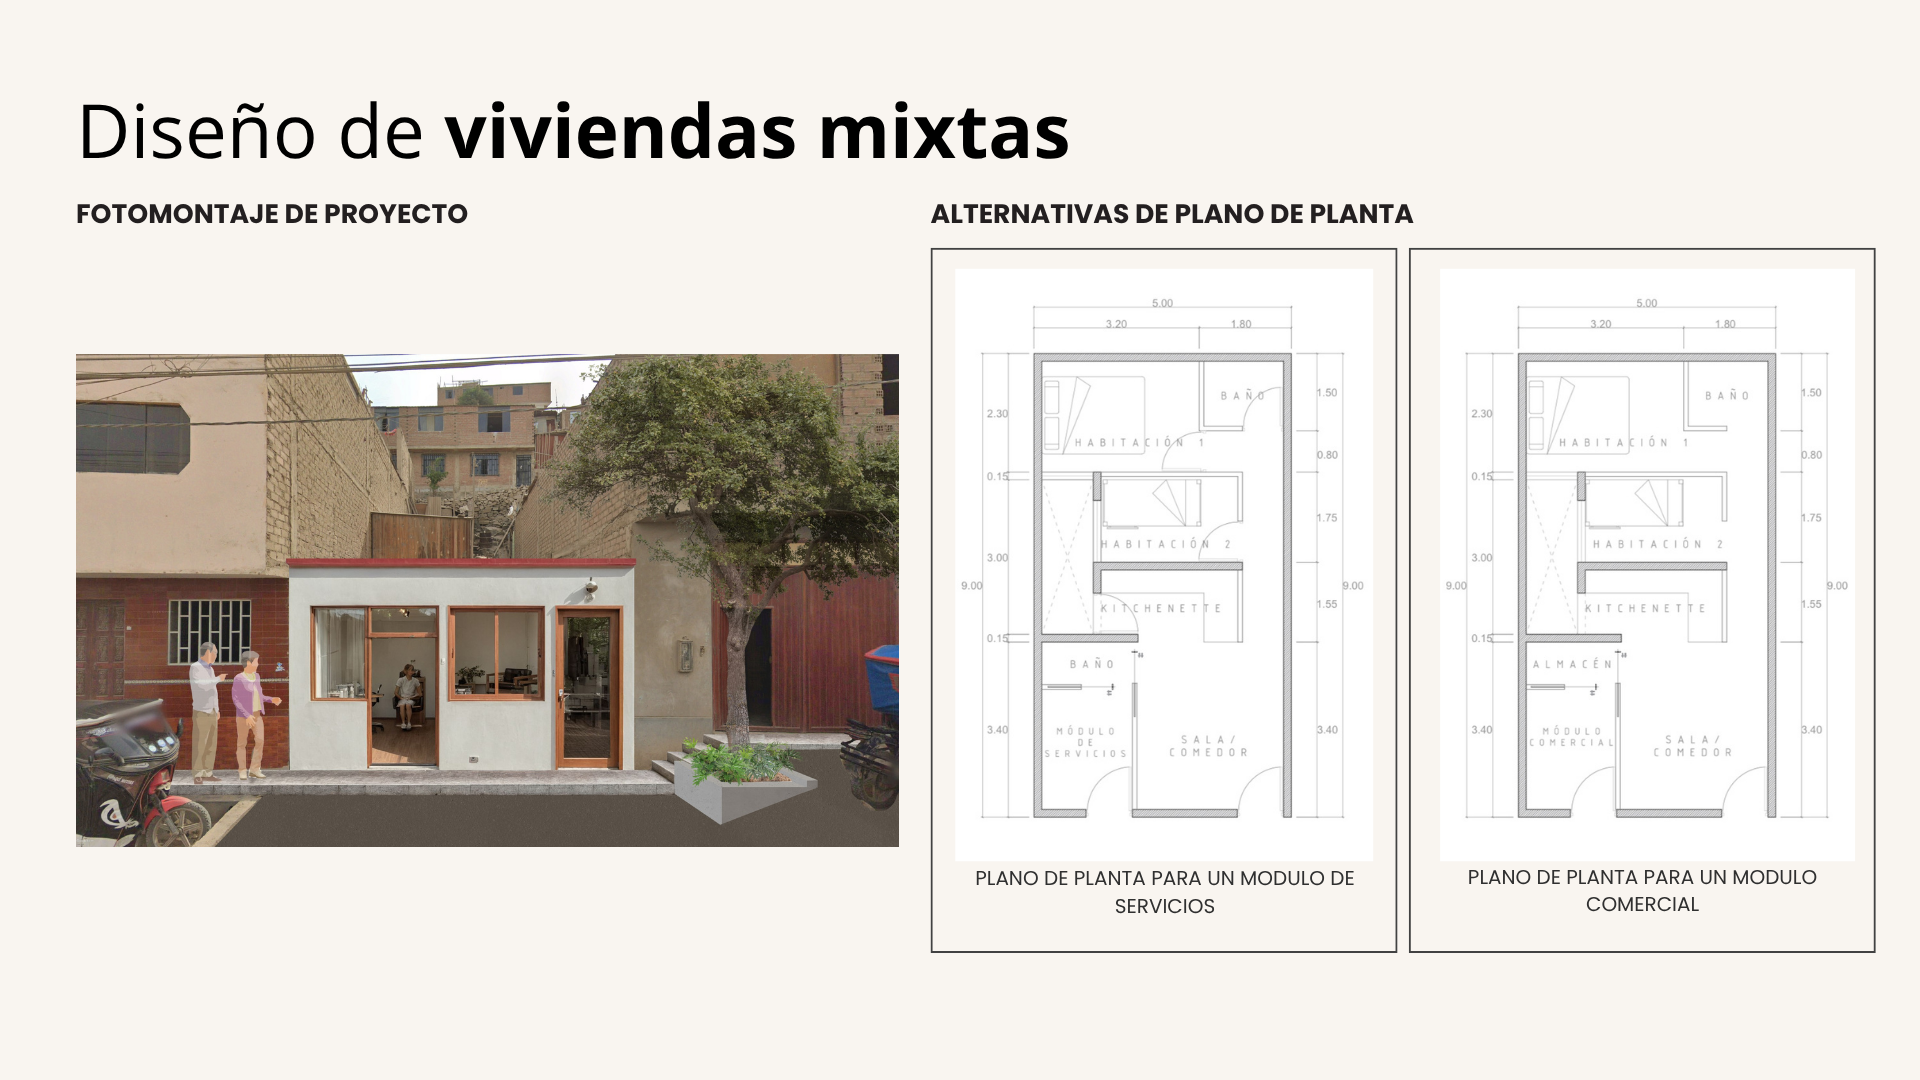 Diseño de viviendas mixtas
FOTOMONTAJE DE PROYECTO
ALTERNATIVAS DE PLANO DE PLANTA
5.00
3.20 1.80
BAÑO
1.50
2.30
HABITACIÓN 1
0.80
0.15
1.75
HABITACIÓN 2
3.00
9.00
9.00
1.55
KITCHENETTE
0.15
BAÑO
MÓDULO
DE
SERVICIOS
SALA/
COMEDOR
3.40
3.40
PLANO DE PLANTA PARA UN MODULO DE
SERVICIOS
5.00
3.20 1.80
BAÑO
1.50
2.30
HABITACIÓN 1
0.80
0.15
1.75
HABITACIÓN 2
3.00
9.00
9.00
1.55
KITCHENETTE
0.15
ALMACÉN
MÓDULO
COMERCIAL
SALA/
COMEDOR
3.40
3.40
PLANO DE PLANTA PARA UN MODULO
COMERCIAL